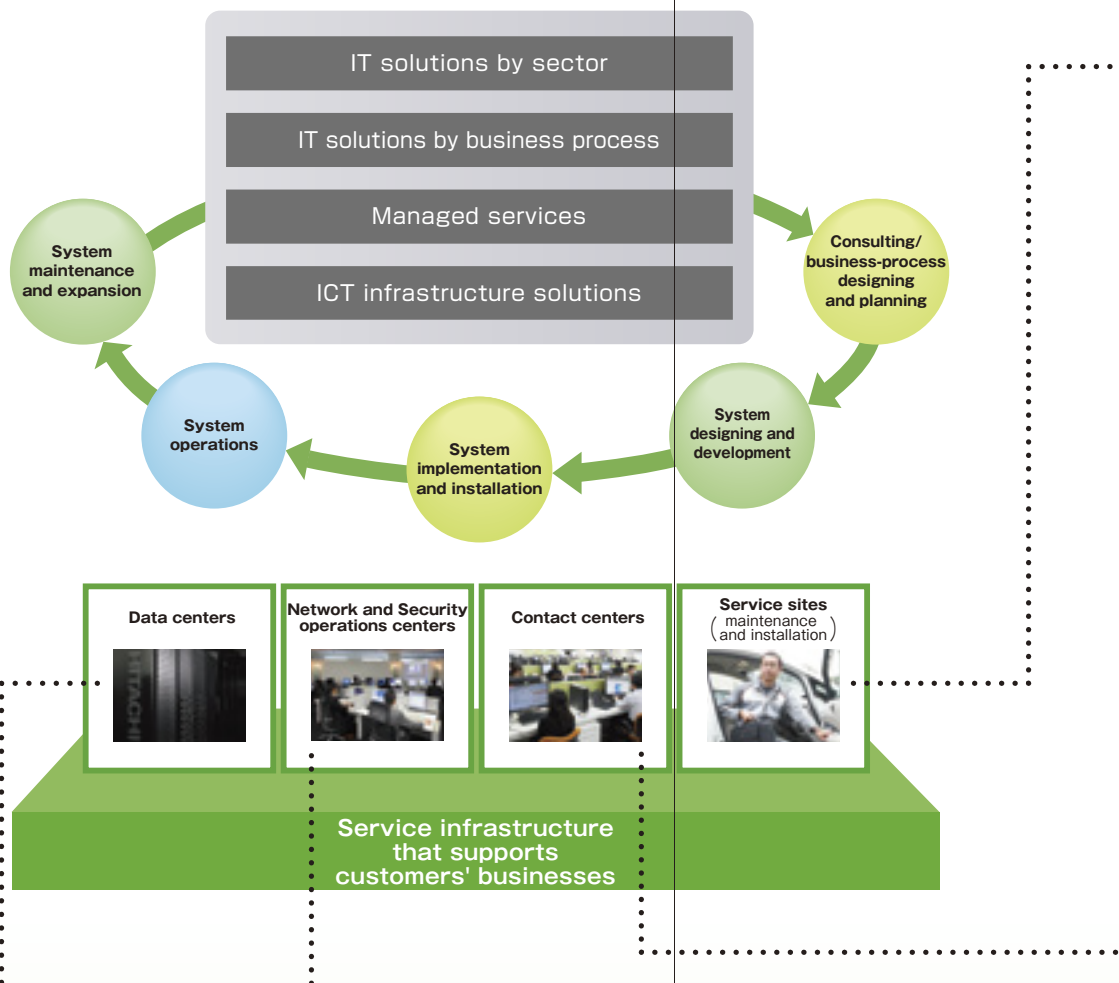 IT solutions by sector
IT solutions by business process
Managed services
ICT infrastructure solutions
System
maintenance
and expansion
Consulting/
business-process
designing
and planning
System
designing and
development
System
implementation
and installation
System
operations
Data centers
Network and Security
operations centers
Contact centers
Service sites
(maintenance
and installation)
HITACHI
Service infrastructure
that supports
customers' businesses